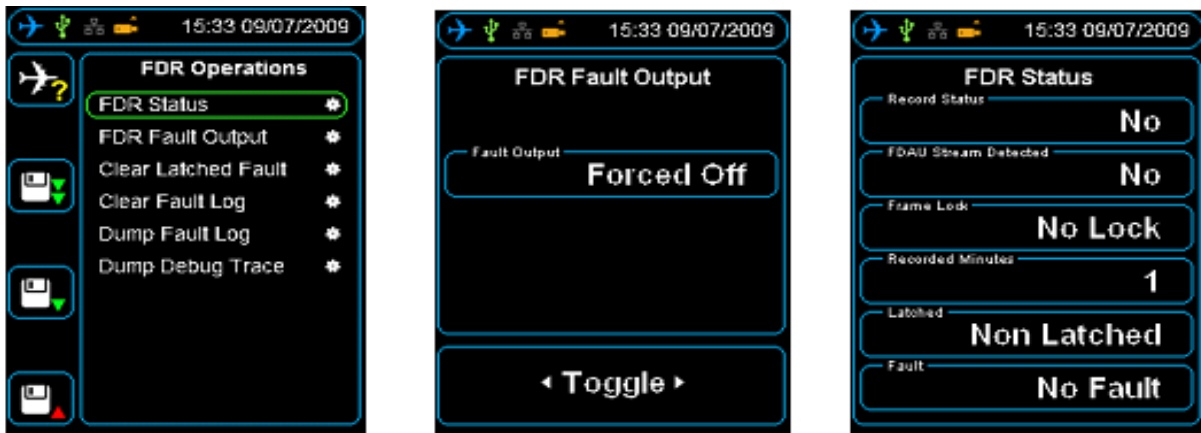 15:33 09/07/2009
FDR Operations
?
FDR Status
FDR Fault Output
Clear Latched Fault
Clear Fault Log
Dump Fault Log
Dump Debug Trace
15:33 09/07/2009
FDR Fault Output
Fault Output
Forced Off
Toggle
15:33 09/07/2009
FDR Status
Record Status
No
FDAU Stream Detected
No
Frame Lock
No Lock
Recorded Minutes
1
Latched
Non Latched
Fault
No Fault